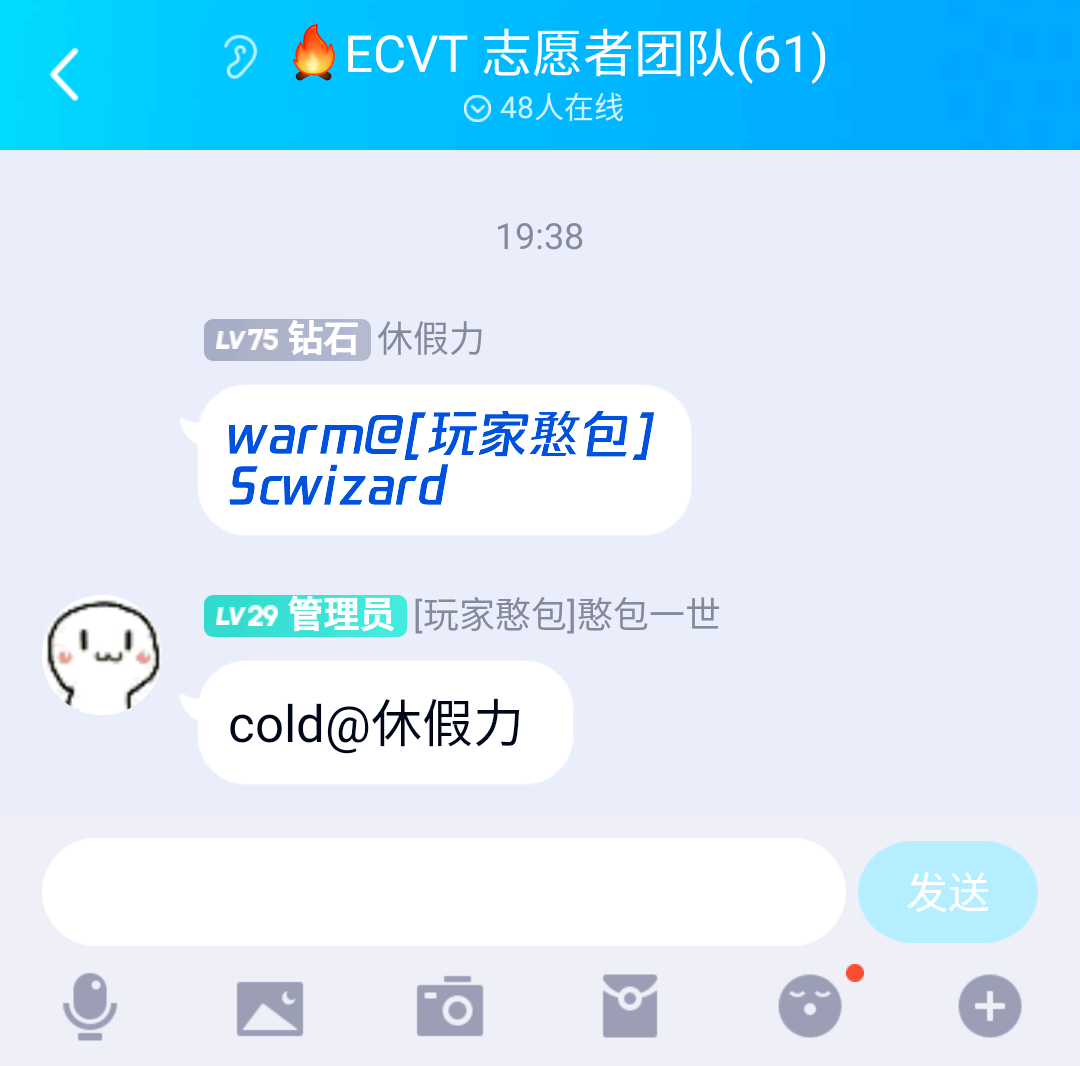 🔥ECVT 志愿者团队(61)
48人在线
19:38
LV75 钻石 休假力
warm@[玩家憨包]
Scwizard
LV29 管理员 [玩家憨包]憨包一世
cold@休假力
发送